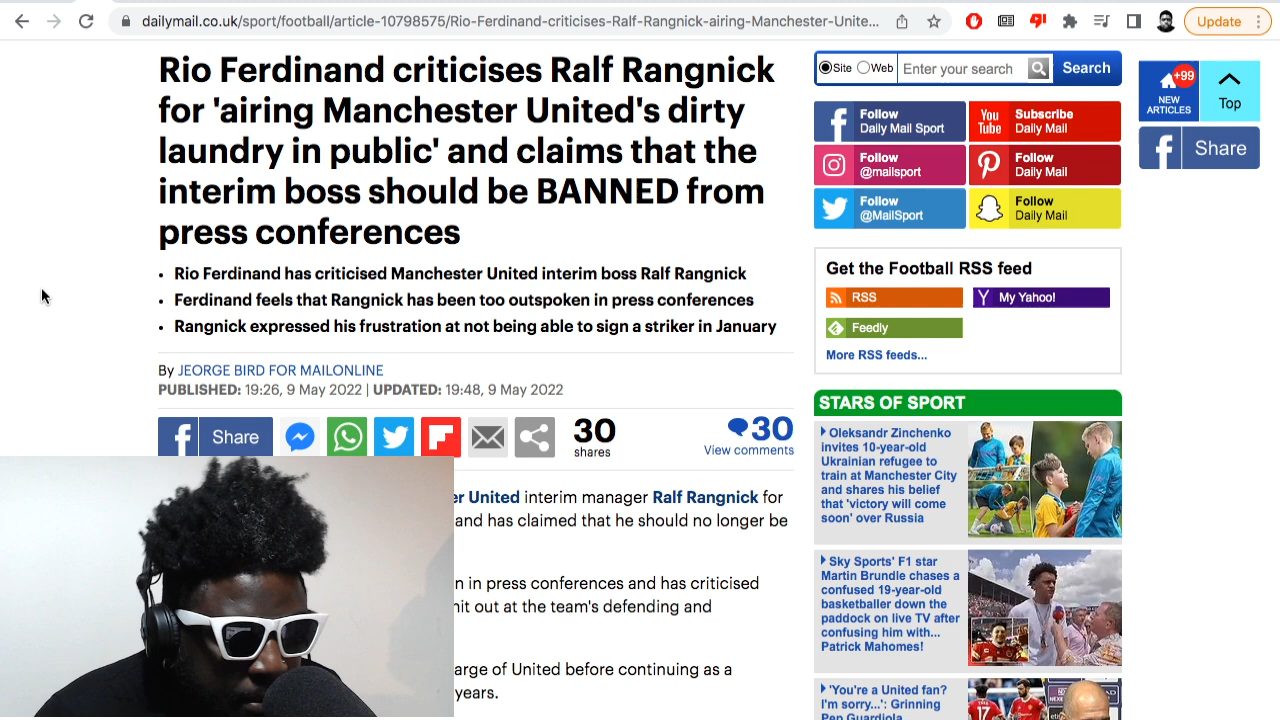 dailymail.co.uk/sport/football/article-10798575/Rio-Ferdinand-criticises-Ralf-Rangnick-airing-Manchester-Unite...
Update
Rio Ferdinand criticises Ralf Rangnick
for 'airing Manchester United's dirty
laundry in public' and claims that the
interim boss should be BANNED from
press conferences
• Rio Ferdinand has criticised Manchester United interim boss Ralf Rangnick
• Ferdinand feels that Rangnick has been too outspoken in press conferences
• Rangnick expressed his frustration at not being able to sign a striker in January
By JEORGE BIRD FOR MAILONLINE
PUBLISHED: 19:26, 9 May 2022 | UPDATED: 19:48, 9 May 2022
Share
30
shares
30
View comments
United interim manager Ralf Rangnick for
and has claimed that he should no longer be
in press conferences and has criticised
hit out at the team's defending and
of United before continuing as a
years.
Site Web Enter your search Search
Follow
Daily Mail Sport
You
Tube
Subscribe
Daily Mail
Follow
@mailsport
Follow
Daily Mail
Follow
@MailSport
Follow
Daily Mail
Get the Football RSS feed
RSS
My Yahoo!
Feedly
More RSS feeds...
STARS OF SPORT
Oleksandr Zinchenko
invites 10-year-old
Ukrainian refugee to
train at Manchester City
and shares his belief
that 'victory will come
soon' over Russia
Sky Sports' F1 star
Martin Brundle chases a
confused 19-year-old
basketballer down the
paddock on live TV after
confusing him with...
Patrick Mahomes!
'You're a United fan?
I'm sorry...': Grinning
Pep Guardiola
17
+99
NEW
ARTICLES
Top
Share